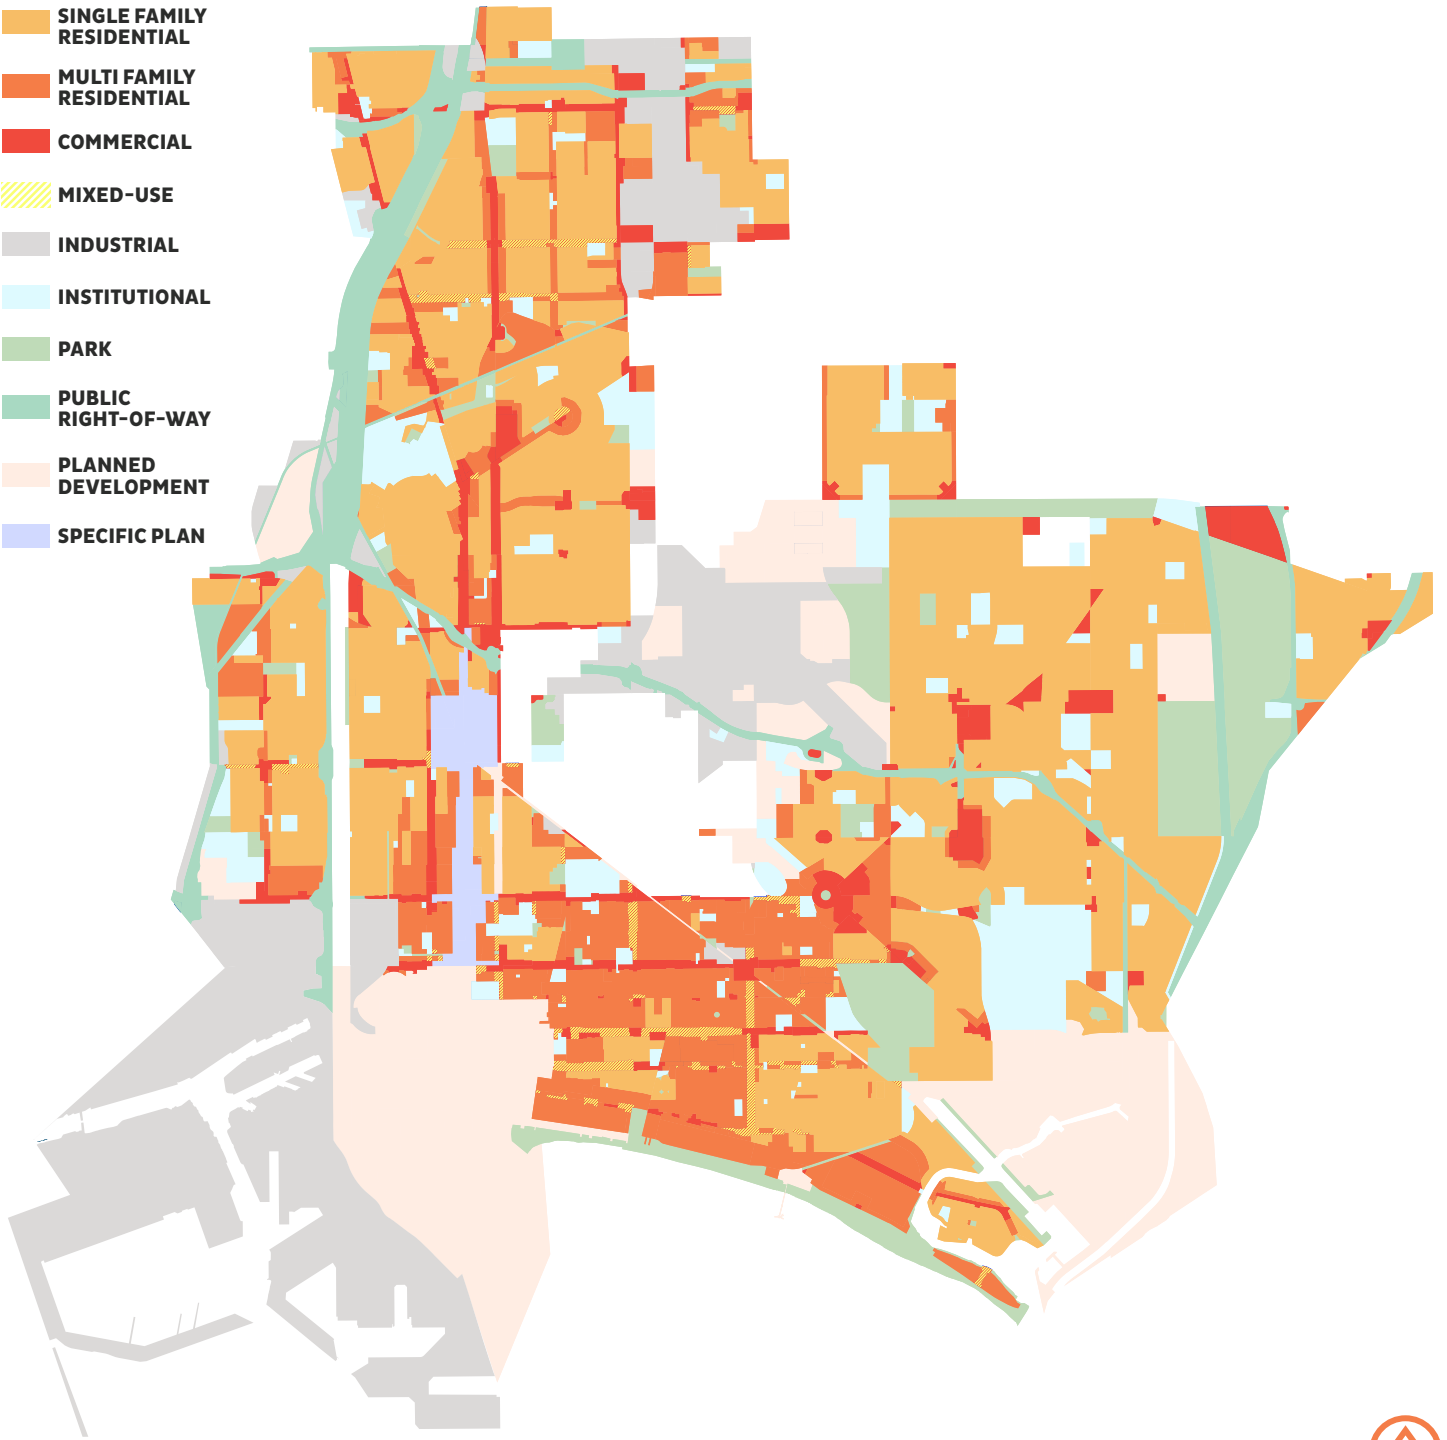 SINGLE FAMILY
RESIDENTIAL
MULTI FAMILY
RESIDENTIAL
COMMERCIAL
MIXED-USE
INDUSTRIAL
INSTITUTIONAL
PARK
PUBLIC
RIGHT-OF-WAY
PLANNED
DEVELOPMENT
SPECIFIC PLAN